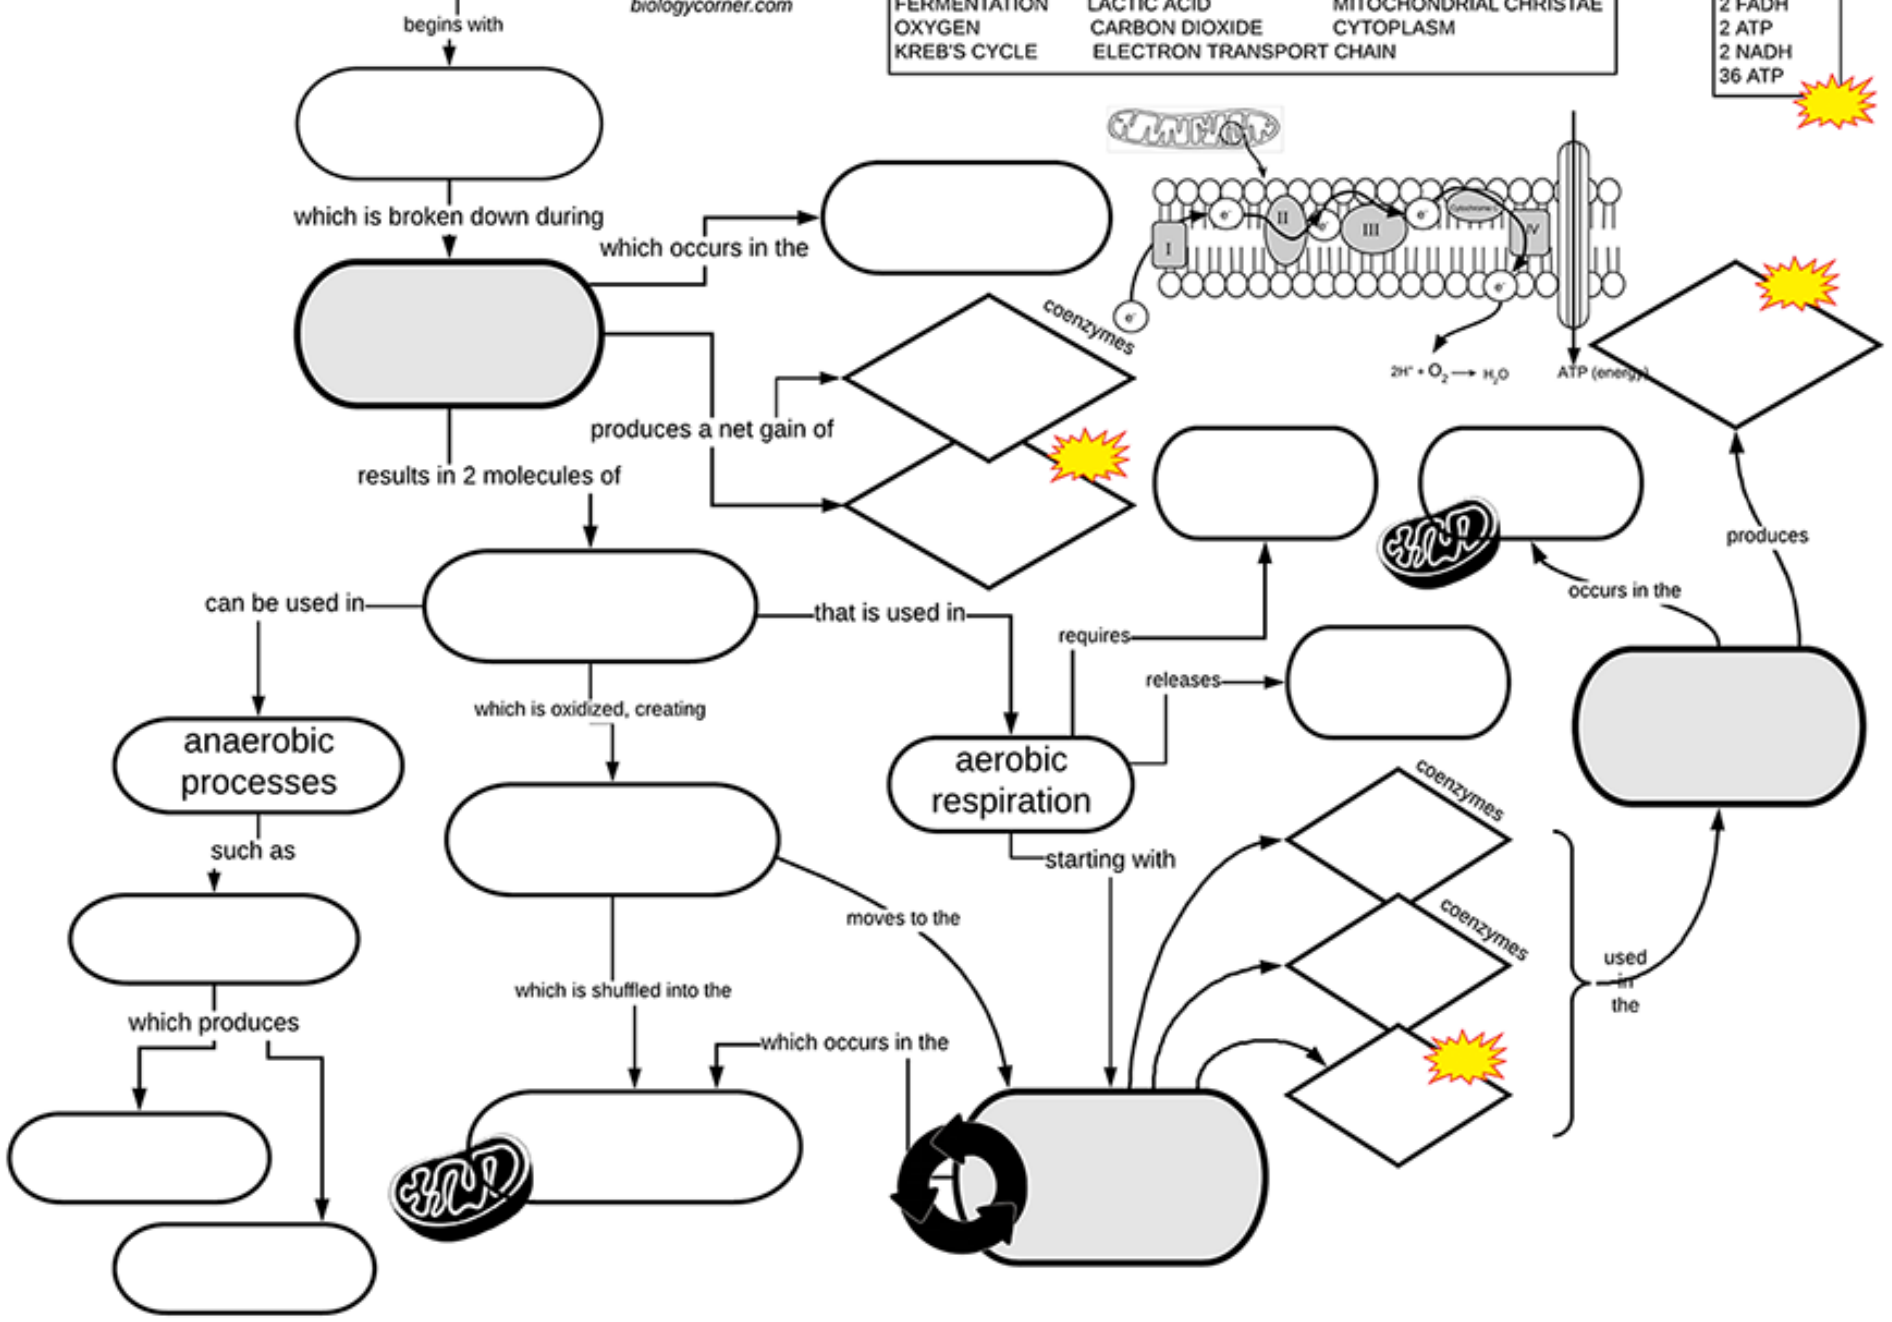 begins with
biologycorner.com
FERMENTATION LACTIC ACID MITOCHONDRIAL CHRISTAE
OXYGEN CARBON DIOXIDE CYTOPLASM
KREB'S CYCLE ELECTRON TRANSPORT CHAIN
2 FADH
2 ATP
2 NADH
36 ATP
which is broken down during
which occurs in the
coenzymes
I
e-
II
e-
III
e-
Cytochrome C
IV
e-
e-
2H+ + O2 → H2O
ATP (energy)
produces a net gain of
results in 2 molecules of
produces
occurs in the
can be used in
that is used in
requires
releases
which is oxidized, creating
anaerobic
processes
aerobic
respiration
coenzymes
such as
starting with
moves to the
coenzymes
used
in
the
which is shuffled into the
which produces
which occurs in the